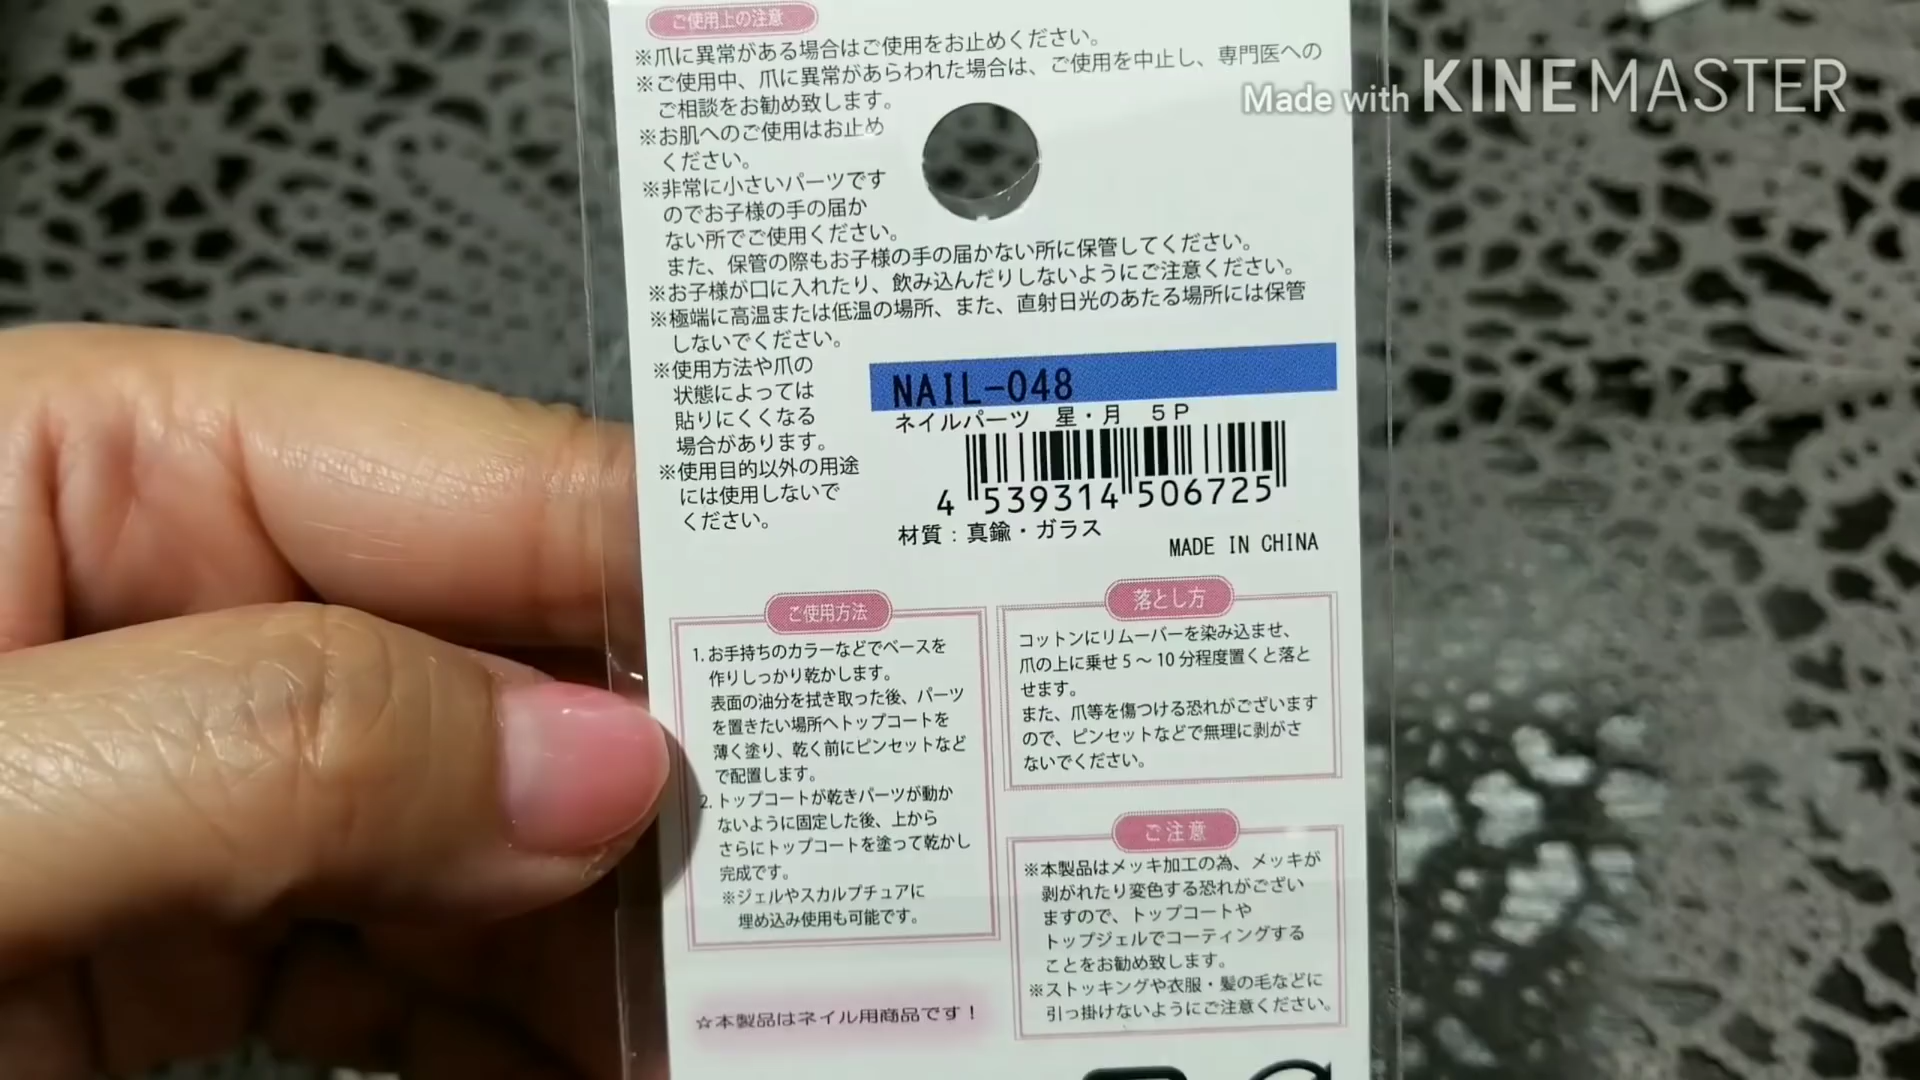 ご使用上の注意
※爪に異常がある場合はご使用をお止めください。
※ご使用中、爪に異常があらわれた場合は、ご使用を中止し、専門医への
ご相談をお勧め致します。
※お肌へのご使用はお止め
ください。
※非常に小さいパーツです
のでお子様の手の届か
ない所でご使用ください。
また、保管の際もお子様の手の届かない所に保管してください。
※お子様が口に入れたり、飲み込んだりしないようにご注意ください。
※極端に高温または低温の場所、また、直射日光のあたる場所には保管
しないでください。
※使用方法や爪の
状態によっては
貼りにくくなる
場合があります。
※使用目的以外の用途
には使用しないで
ください。
NAIL-048
ネイルパーツ 星・月 5P
4 539314 506725
材質:真鍮・ガラス
MADE IN CHINA
ご使用方法
1. お手持ちのカラーなどでベースを
作りしっかり乾かします。
表面の油分を拭き取った後、パーツ
を置きたい場所へトップコートを
薄く塗り、乾く前にピンセットなど
で配置します。
2. トップコートが乾きパーツが動か
ないように固定した後、上から
さらにトップコートを塗って乾かし
完成です。
※ジェルやスカルプチュアに
埋め込み使用も可能です。
☆本製品はネイル用商品です!
落とし方
コットンにリムーバーを染み込ませ、
爪の上に乗せ5~10分程度置くと落と
せます。
また、爪等を傷つける恐れがございます
ので、ピンセットなどで無理に剥がさ
ないでください。
ご注意
※本製品はメッキ加工の為、メッキが
剥がれたり変色する恐れがござい
ますので、トップコートや
トップジェルでコーティングする
ことをお勧め致します。
※ストッキングや衣服・髪の毛などに
引っ掛けないようにご注意ください。
Made with KINEMASTER